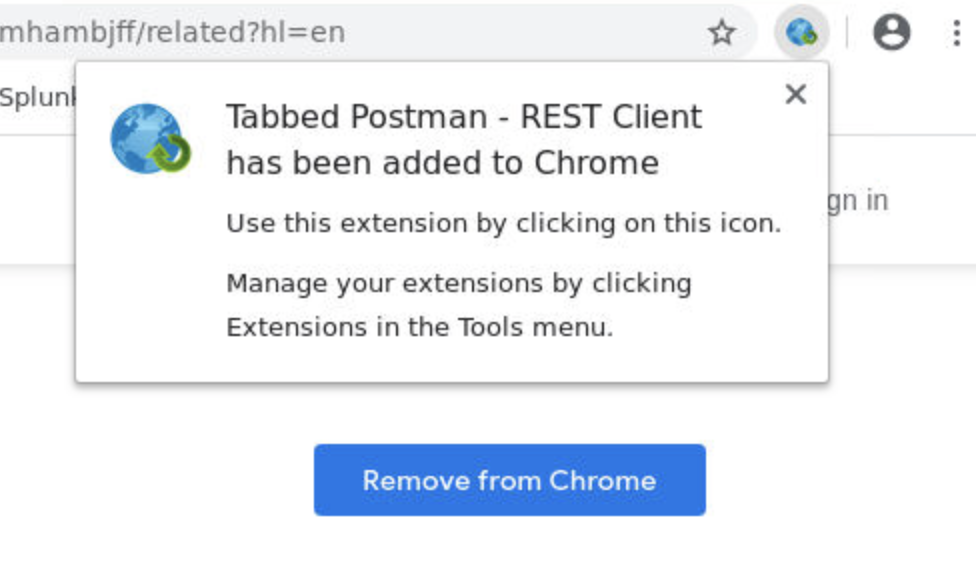 mhambjff/related?hl=en
Splunk
Tabbed Postman - REST Client
has been added to Chrome
Use this extension by clicking on this icon.
gn in
Manage your extensions by clicking
Extensions in the Tools menu.
Remove from Chrome